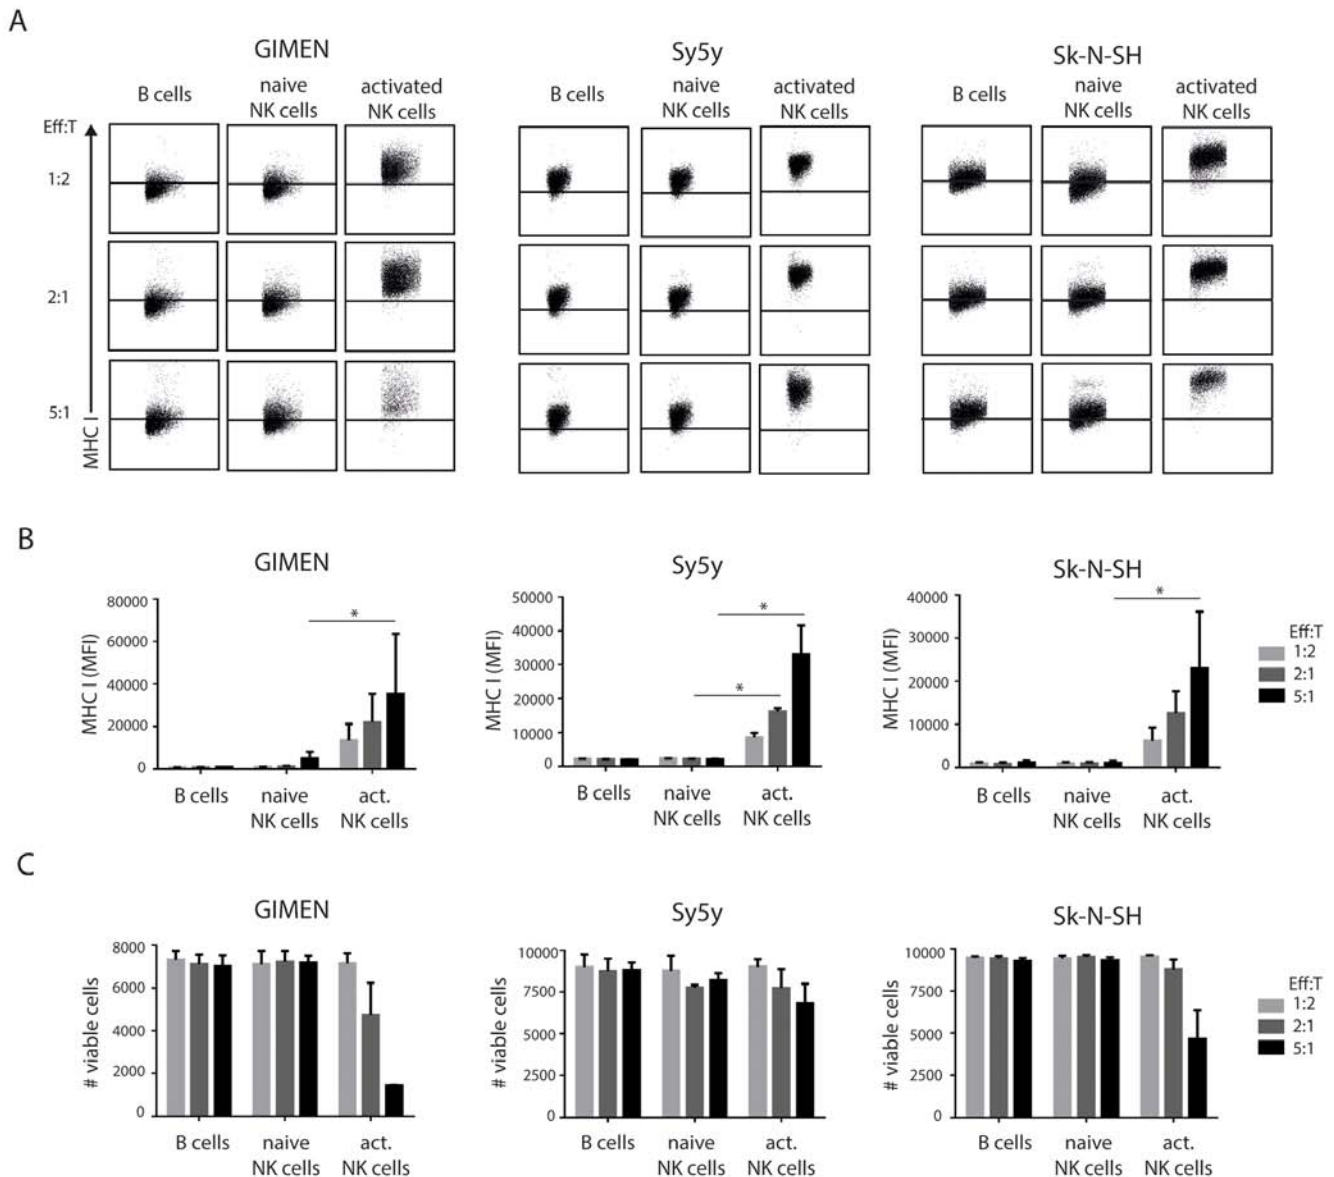 A
GIMEN
Sy5y
Sk-N-SH
B cells
naive
NK cells
activated
NK cells
B cells
naive
NK cells
activated
NK cells
B cells
naive
NK cells
activated
NK cells
Eff:T
1:2
2:1
5:1
MHC I
B
GIMEN
MHC I (MFI)
80000
60000
40000
20000
0
*
B cells
naive
NK cells
act.
NK cells
Sy5y
MHC I (MFI)
50000
40000
30000
20000
10000
0
*
*
B cells
naive
NK cells
act.
NK cells
Sk-N-SH
MHC I (MFI)
40000
30000
20000
10000
0
*
B cells
naive
NK cells
act.
NK cells
Eff:T
1:2
2:1
5:1
C
GIMEN
# viable cells
8000
6000
4000
2000
0
B cells
naive
NK cells
act.
NK cells
Sy5y
# viable cells
10000
7500
5000
2500
0
B cells
naive
NK cells
act.
NK cells
Sk-N-SH
# viable cells
10000
7500
5000
2500
0
B cells
naive
NK cells
act.
NK cells
Eff:T
1:2
2:1
5:1